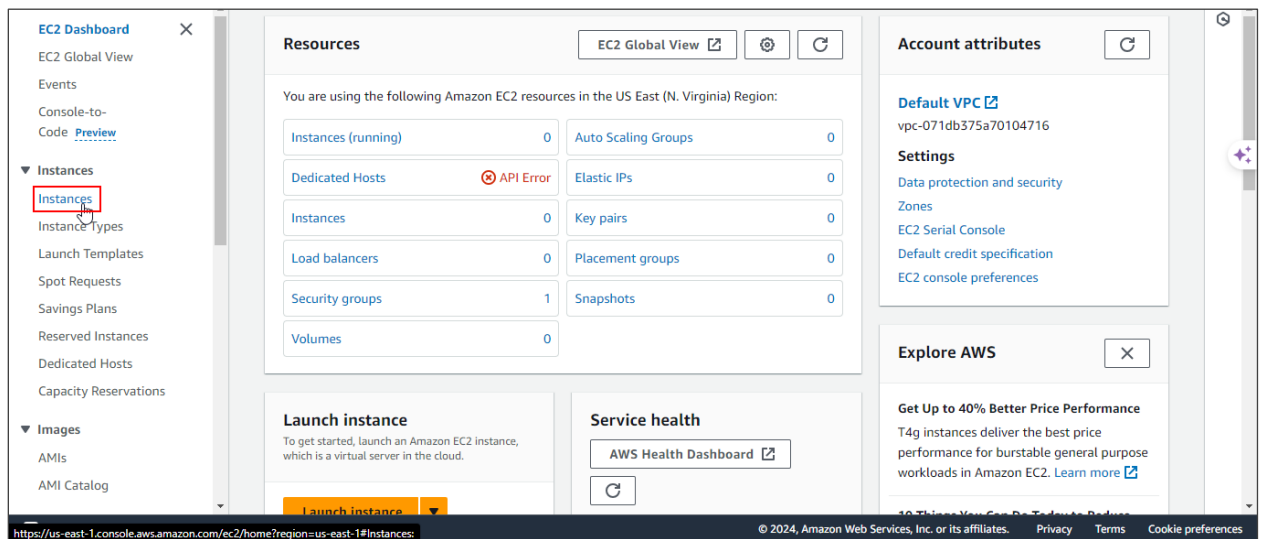 EC2 Dashboard
EC2 Global View
Events
Console-to-
Code Preview
Instances
Instances
Instance Types
Launch Templates
Spot Requests
Savings Plans
Reserved Instances
Dedicated Hosts
Capacity Reservations
Images
AMIs
AMI Catalog
Resources
EC2 Global View
You are using the following Amazon EC2 resources in the US East (N. Virginia) Region:
Instances (running) 0
Auto Scaling Groups 0
Dedicated Hosts API Error
Elastic IPs 0
Instances 0
Key pairs 0
Load balancers 0
Placement groups 0
Security groups 1
Snapshots 0
Volumes 0
Launch instance
To get started, launch an Amazon EC2 instance,
which is a virtual server in the cloud.
Launch instance
Service health
AWS Health Dashboard
Account attributes
Default VPC
vpc-071db375a70104716
Settings
Data protection and security
Zones
EC2 Serial Console
Default credit specification
EC2 console preferences
Explore AWS
Get Up to 40% Better Price Performance
T4g instances deliver the best price
performance for burstable general purpose
workloads in Amazon EC2. Learn more
10 Things You Can Do Today to Reduce
https://us-east-1.console.aws.amazon.com/ec2/home?region=us-east-1#Instances:
© 2024, Amazon Web Services, Inc. or its affiliates.
Privacy
Terms
Cookie preferences